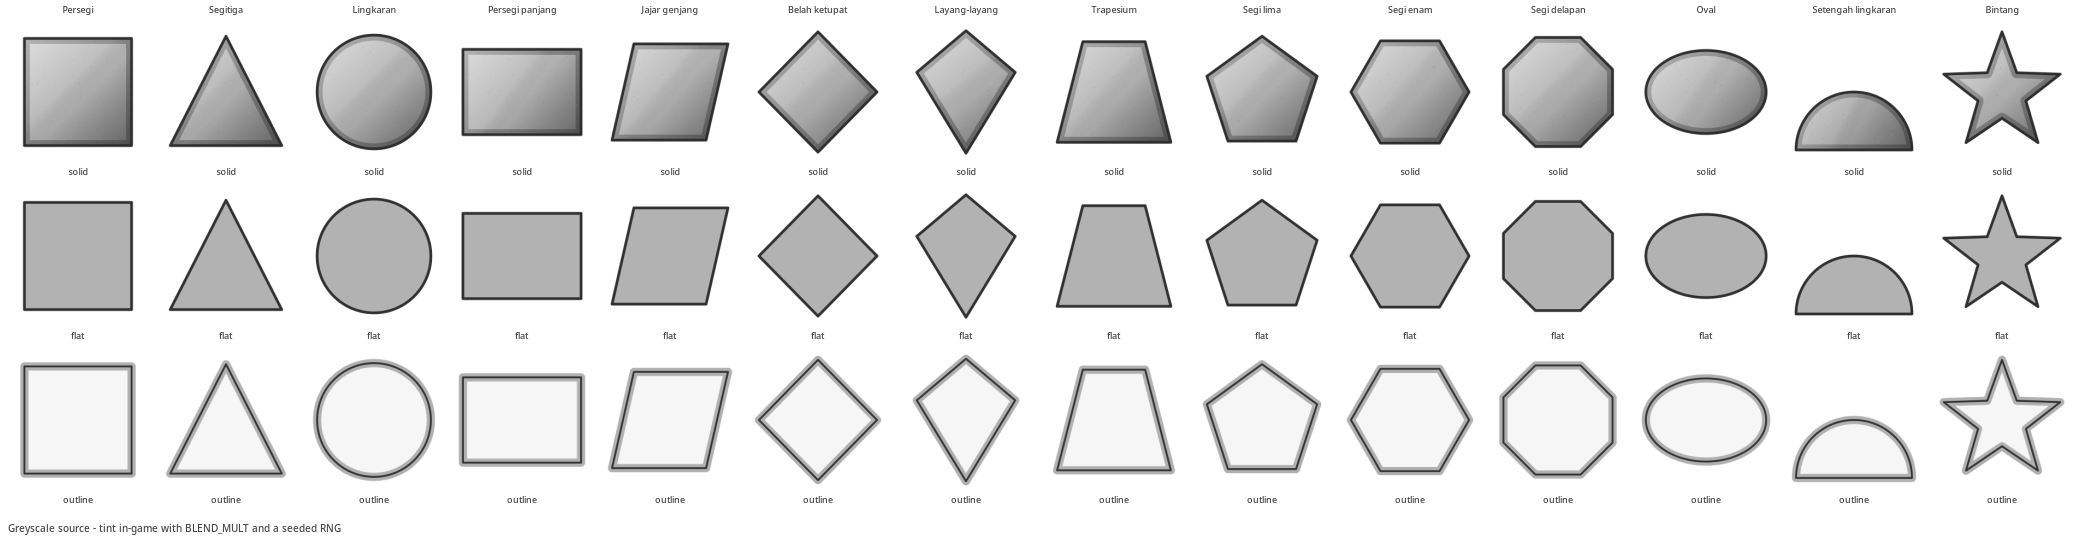 Persegi Segitiga Lingkaran Persegi panjang Jajar genjang Belah ketupat Layang-layang Trapesium Segi lima Segi enam Segi delapan Oval Setengah lingkaran Bintang
solid solid solid solid solid solid solid solid solid solid solid solid solid solid
flat flat flat flat flat flat flat flat flat flat flat flat flat flat
outline outline outline outline outline outline outline outline outline outline outline outline outline outline
Greyscale source - tint in-game with BLEND_MULT and a seeded RNG